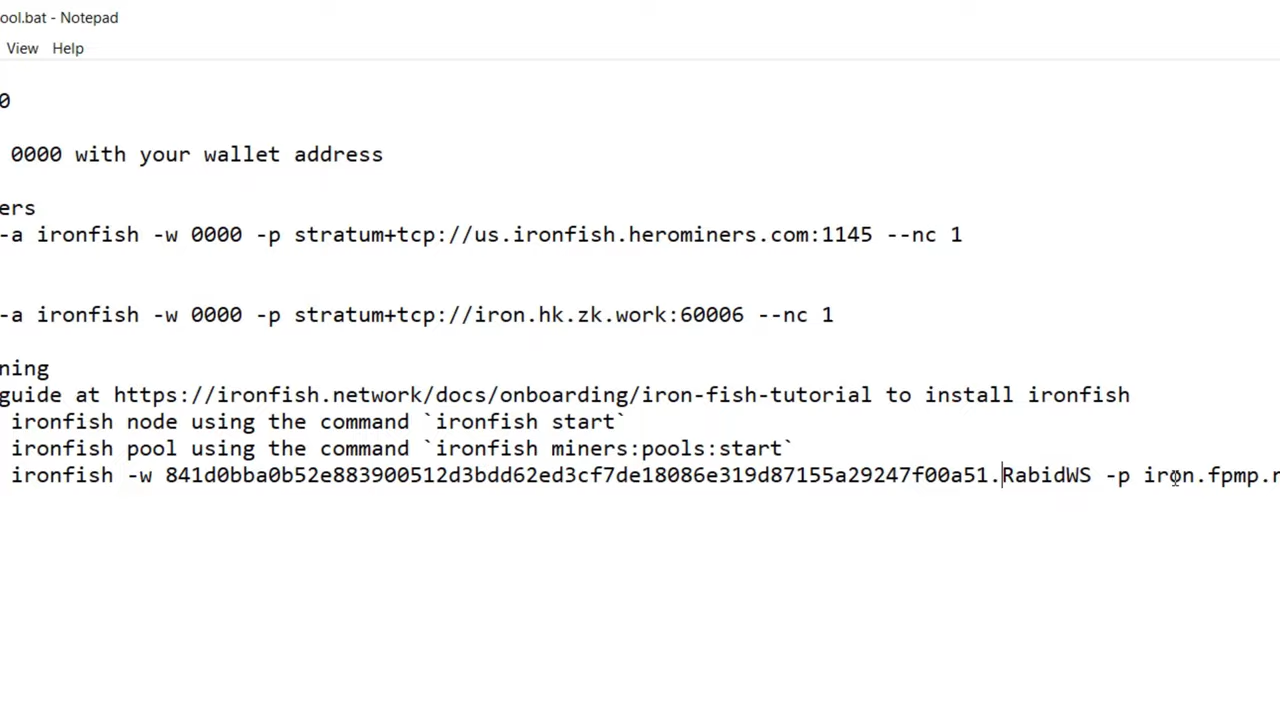 ool.bat - Notepad
View Help
0
0000 with your wallet address
ers
-a ironfish -w 0000 -p stratum+tcp://us.ironfish.herominers.com:1145 --nc 1
-a ironfish -w 0000 -p stratum+tcp://iron.hk.zk.work:60006 --nc 1
ning
guide at https://ironfish.network/docs/onboarding/iron-fish-tutorial to install ironfish
ironfish node using the command `ironfish start`
ironfish pool using the command `ironfish miners:pools:start`
ironfish -w 841d0bba0b52e883900512d3bdd62ed3cf7de18086e319d87155a29247f00a51.RabidWS -p iron.fpmp.n